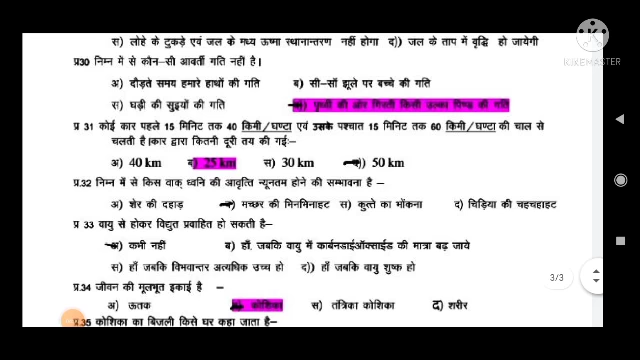 स) लोहे के टुकड़े एवं जल के मध्य ऊष्मा स्थानान्तरण नहीं होगा द)) जल के ताप में वृद्धि हो जायेगी
प्र30 निम्न में से कौन-सी आवर्ती गति नहीं है।
अ) दौड़ते समय हमारे हाथों की गति ब) सी-सॉ झूले पर बच्चे की गति
स) घड़ी की सुइयों की गति पृथ्वी की ओर गिरती किसी उल्का पिण्ड की गति
प्र 31 कोई कार पहले 15 मिनिट तक 40 किमी/घण्टा एवं उसके पश्चात 15 मिनिट तक 60 किमी/घण्टा की चाल से
चलती है।कार द्वारा कितनी दूरी तय की गई:-
अ) 40 km ब) 25 km स) 30 km 50 km
प्र.32 निम्न में से किस वाक् ध्वनि की आवृत्ति न्यूनतम होने की सम्भावना है –
अ) शेर की दहाड़ मच्छर की मिनमिनाइट स) कुत्ते का भोंकना द) चिड़िया की चहचहाइट
प्र 33 वायु से होकर विद्युत प्रवाहित हो सकती है–
कभी नहीं ब) हाँ, जबकि वायु में कार्बनडाईऑक्साईड की मात्रा बढ़ जाये
स) हाँ जबकि विभवान्तर अत्यधिक उच्च हो द)) हाँ जबकि वायु शुष्क हो
प्र.34 जीवन की मूलभूत इकाई है –
अ) ऊतक कोशिका स) तंत्रिका कोशिका द) शरीर
प्र.35 कोशिका का बिजली किसे घर कहा जाता है–
3/3
KINEMASTER